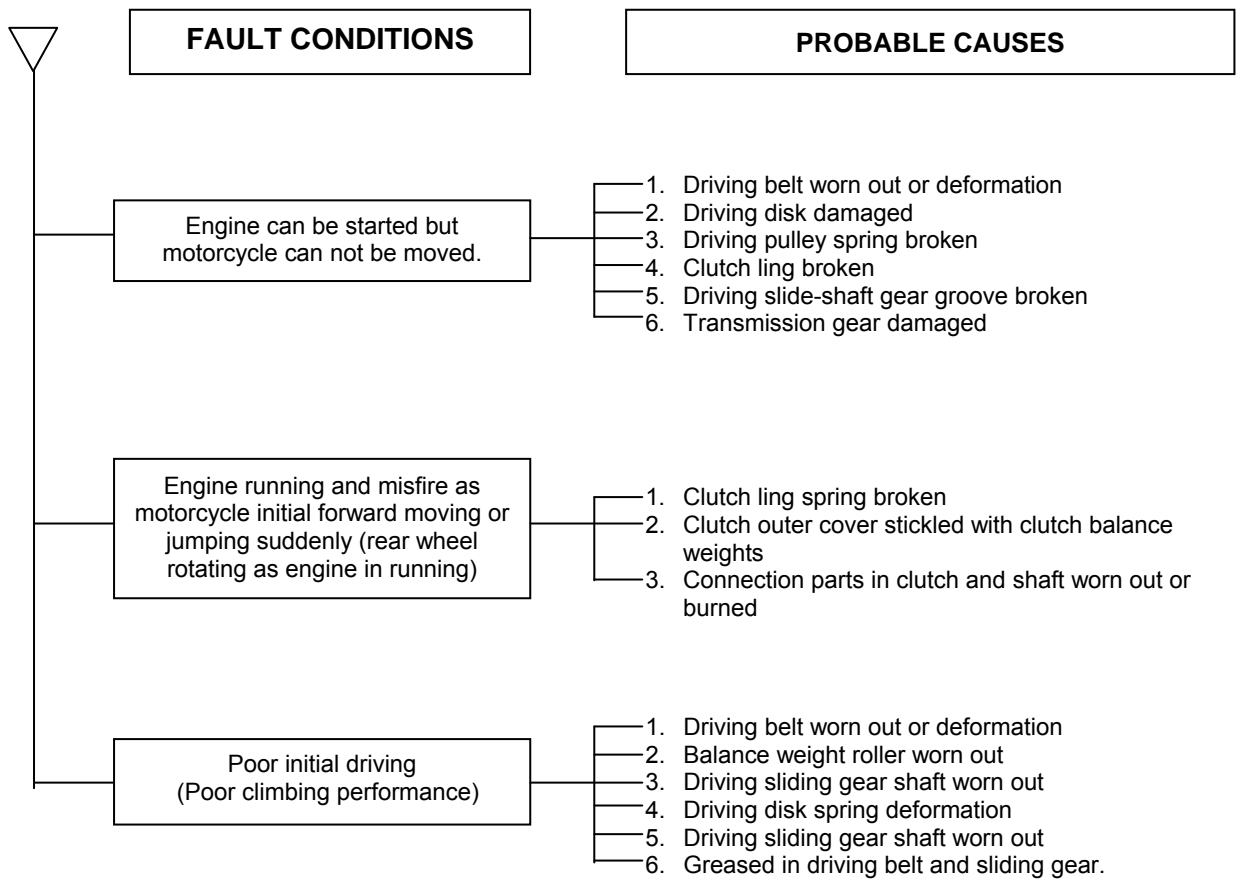 FAULT CONDITIONS
PROBABLE CAUSES
Engine can be started but
motorcycle can not be moved.
1. Driving belt worn out or deformation
2. Driving disk damaged
3. Driving pulley spring broken
4. Clutch ling broken
5. Driving slide-shaft gear groove broken
6. Transmission gear damaged
Engine running and misfire as
motorcycle initial forward moving or
jumping suddenly (rear wheel
rotating as engine in running)
1. Clutch ling spring broken
2. Clutch outer cover stickled with clutch balance
weights
3. Connection parts in clutch and shaft worn out or
burned
Poor initial driving
(Poor climbing performance)
1. Driving belt worn out or deformation
2. Balance weight roller worn out
3. Driving sliding gear shaft worn out
4. Driving disk spring deformation
5. Driving sliding gear shaft worn out
6. Greased in driving belt and sliding gear.